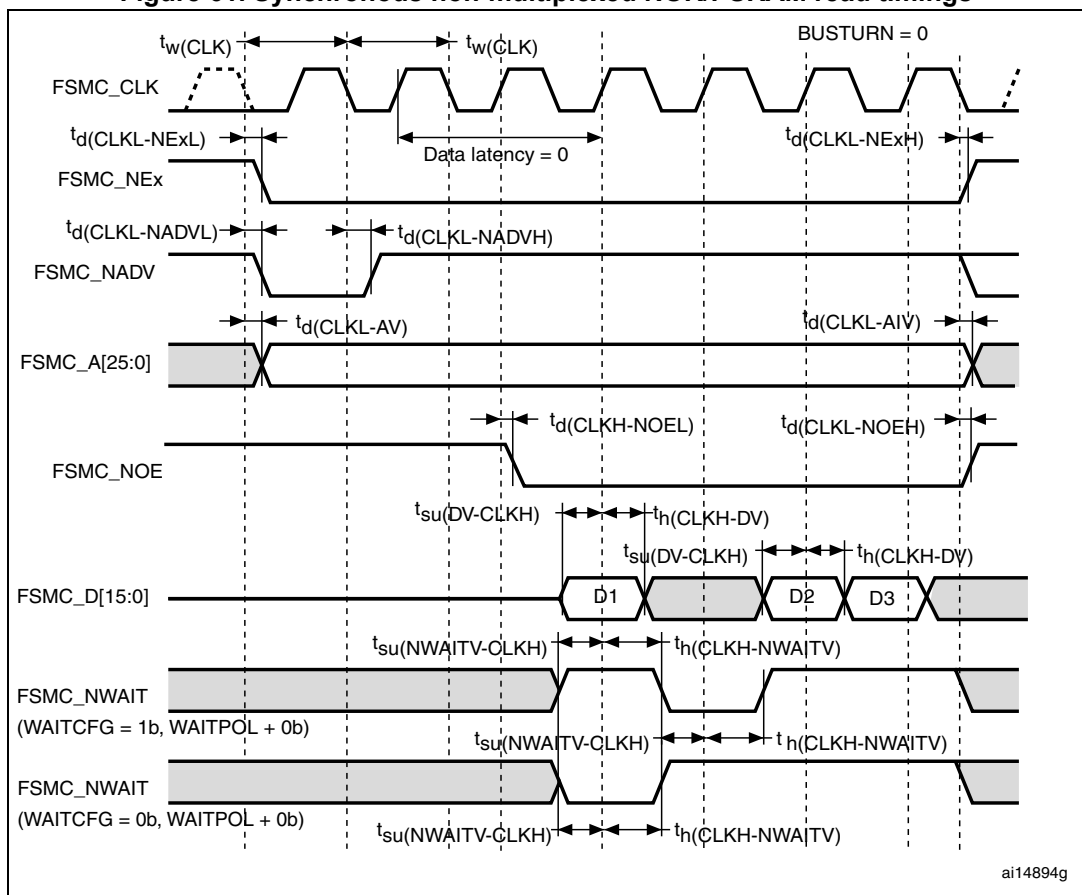 Figure 61. Synchronous non-multiplexed NOR/PSRAM read timings
tw(CLK)
tw(CLK)
BUSTURN = 0
FSMC_CLK
td(CLKL-NExL)
Data latency = 0
td(CLKL-NExH)
FSMC_NEx
td(CLKL-NADVL)
td(CLKL-NADVH)
FSMC_NADV
td(CLKL-AV)
td(CLKL-AIV)
FSMC_A[25:0]
td(CLKH-NOEL)
td(CLKL-NOEH)
FSMC_NOE
tsu(DV-CLKH)
th(CLKH-DV)
tsu(DV-CLKH)
th(CLKH-DV)
FSMC_D[15:0]
D1
D2
D3
tsu(NWAITV-CLKH)
th(CLKH-NWAITV)
FSMC_NWAIT
(WAITCFG = 1b, WAITPOL + 0b)
tsu(NWAITV-CLKH)
th(CLKH-NWAITV)
FSMC_NWAIT
(WAITCFG = 0b, WAITPOL + 0b)
tsu(NWAITV-CLKH)
th(CLKH-NWAITV)
ai14894g